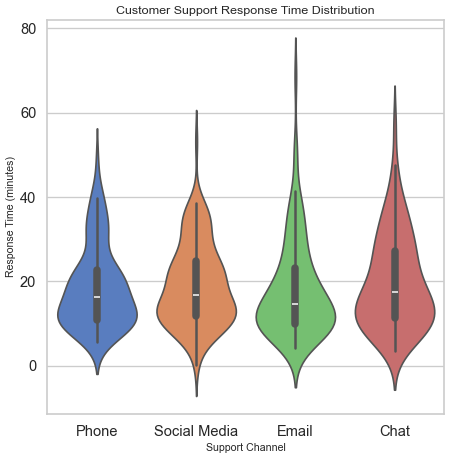 Customer Support Response Time Distribution
80
60
40
20
0
Response Time (minutes)
Phone
Social Media
Email
Chat
Support Channel